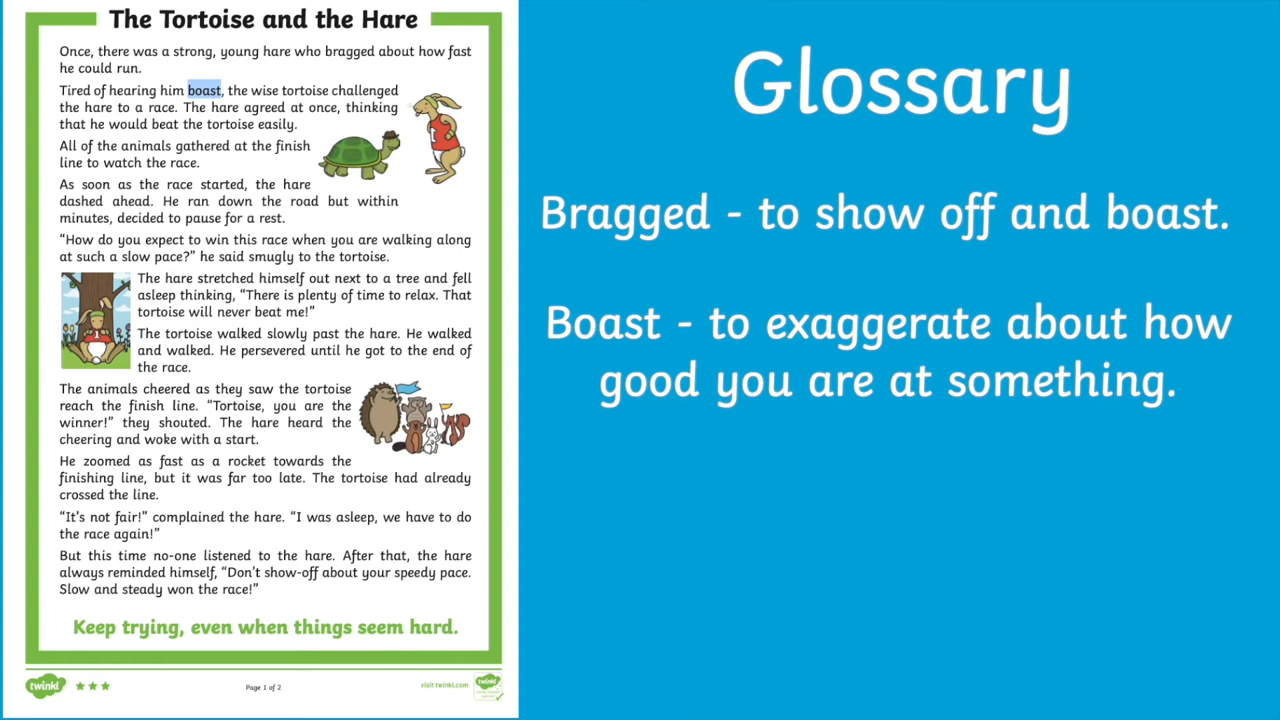 The Tortoise and the Hare
Once, there was a strong, young hare who bragged about how fast
he could run.
Tired of hearing him boast, the wise tortoise challenged
the hare to a race. The hare agreed at once, thinking
that he would beat the tortoise easily.
All of the animals gathered at the finish
line to watch the race.
As soon as the race started, the hare
dashed ahead. He ran down the road but within
minutes, decided to pause for a rest.
“How do you expect to win this race when you are walking along
at such a slow pace?” he said smugly to the tortoise.
The hare stretched himself out next to a tree and fell
asleep thinking, “There is plenty of time to relax. That
tortoise will never beat me!”
The tortoise walked slowly past the hare. He walked
and walked. He persevered until he got to the end of
the race.
The animals cheered as they saw the tortoise
reach the finish line. “Tortoise, you are the
winner!” they shouted. The hare heard the
cheering and woke with a start.
He zoomed as fast as a rocket towards the
finishing line, but it was far too late. The tortoise had already
crossed the line.
“It’s not fair!” complained the hare. “I was asleep, we have to do
the race again!”
But this time no-one listened to the hare. After that, the hare
always reminded himself, “Don’t show-off about your speedy pace.
Slow and steady won the race!”
Keep trying, even when things seem hard.
twinkl
Page 1 of 2
visit twinkl.com
twinkl
Glossary
Bragged - to show off and boast.
Boast - to exaggerate about how
good you are at something.